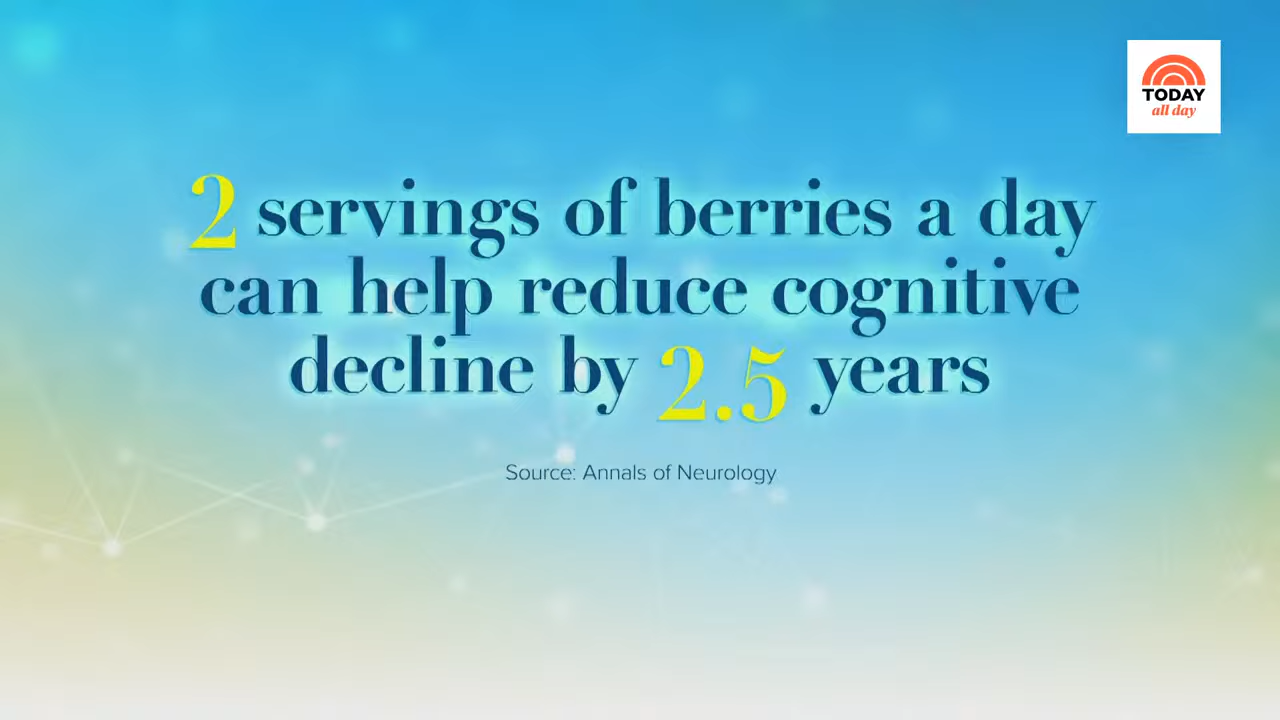 TODAY
all day
2 servings of berries a day
can help reduce cognitive
decline by 2.5 years
Source: Annals of Neurology